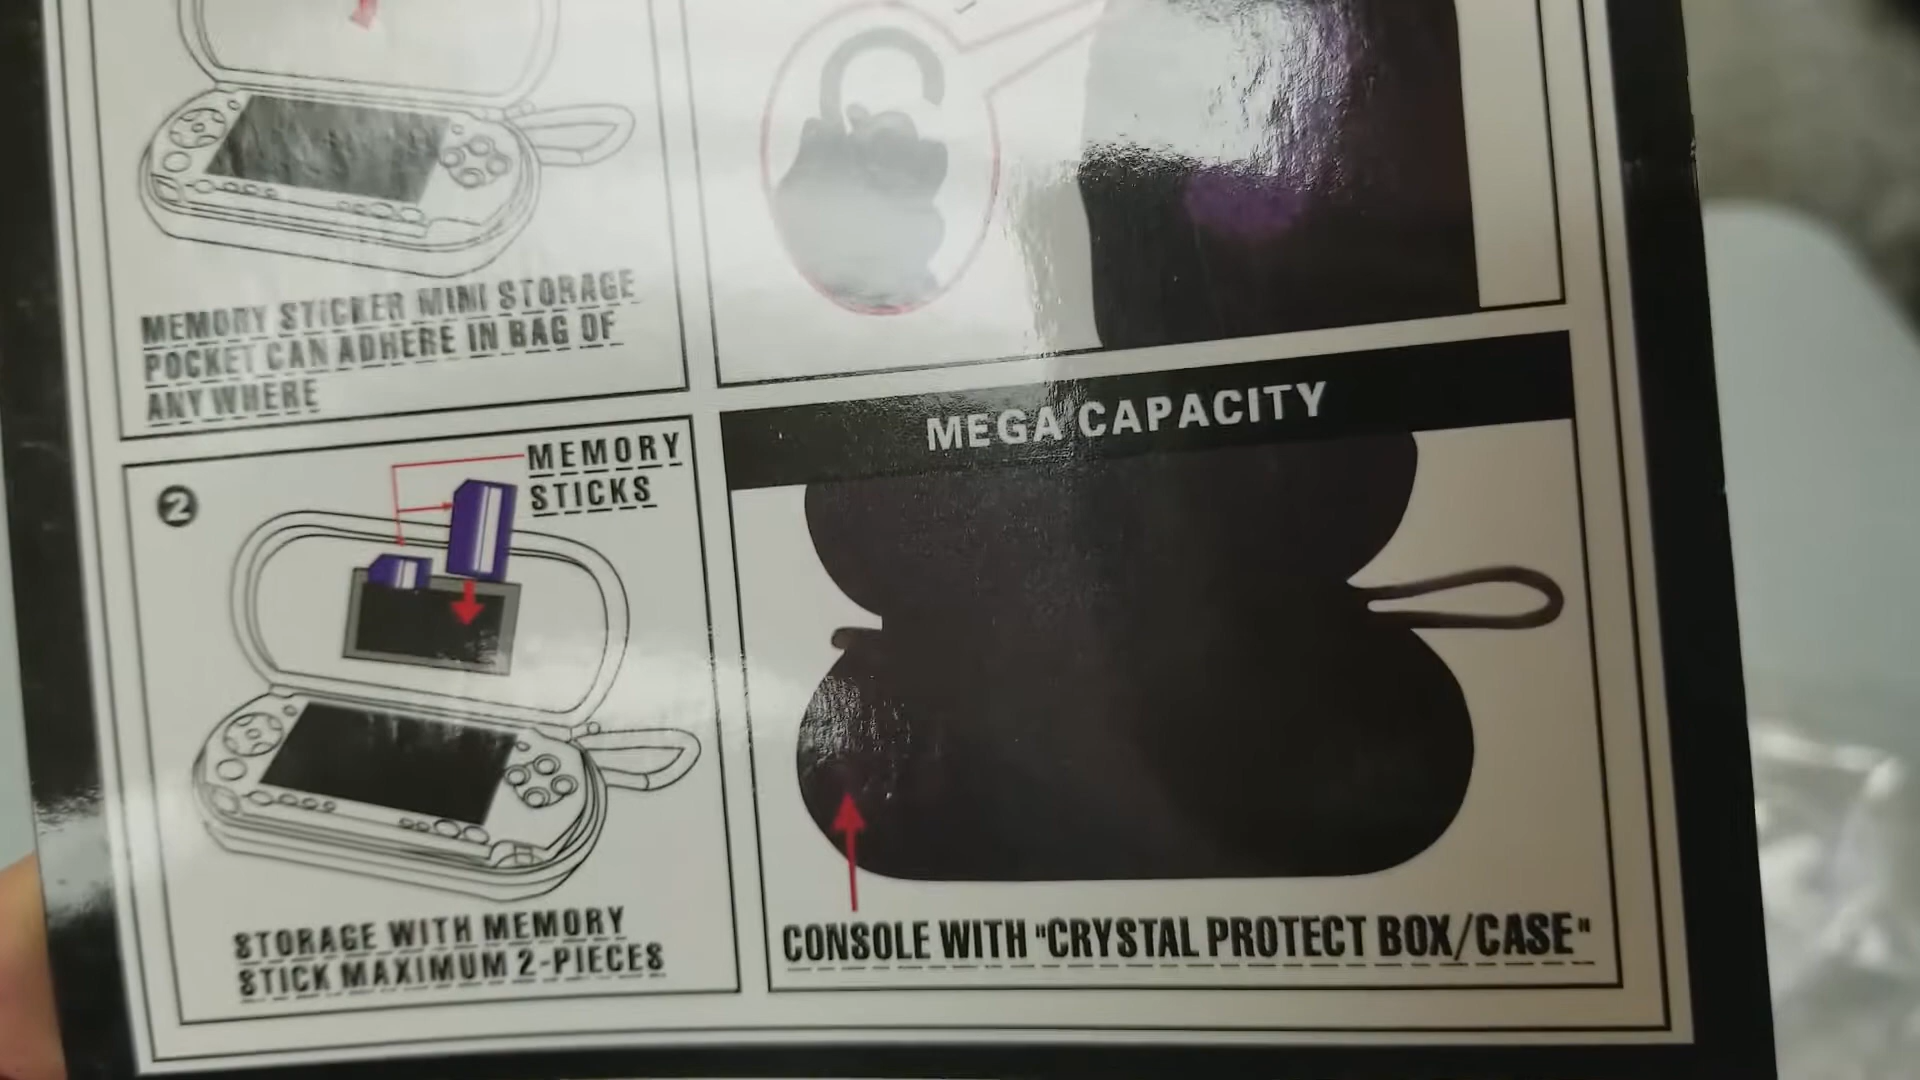 MEMORY STICKER MINI STORAGE
POCKET CAN ADHERE IN BAG OF
ANY WHERE
2
MEMORY
STICKS
STORAGE WITH MEMORY
STICK MAXIMUM 2-PIECES
MEGA CAPACITY
CONSOLE WITH "CRYSTAL PROTECT BOX/CASE"